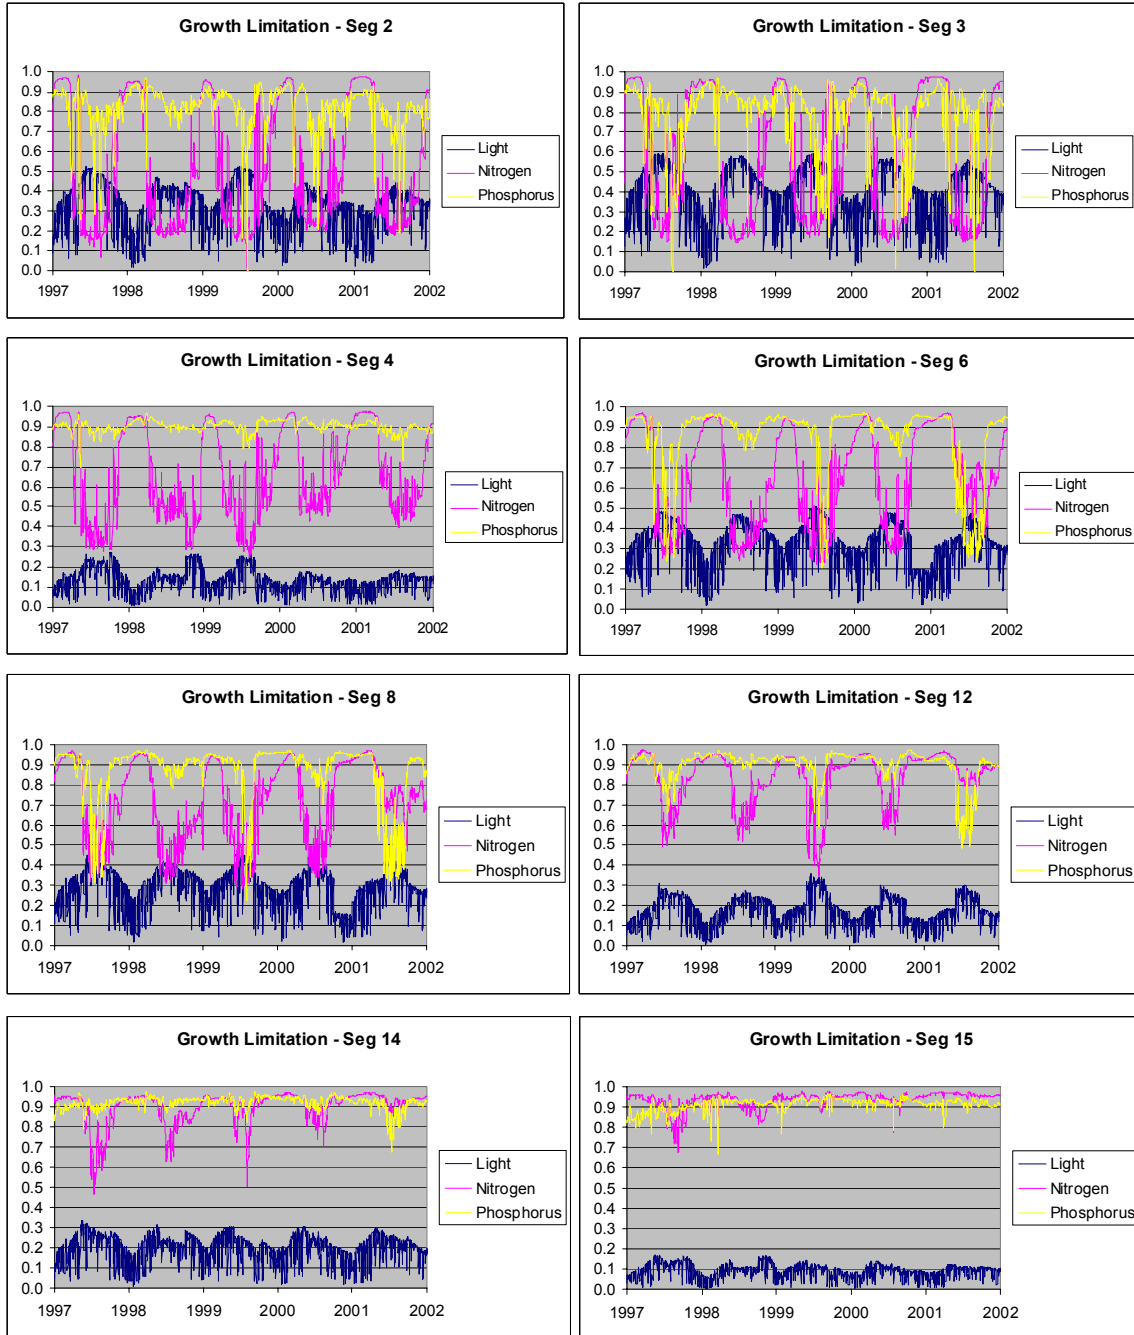 Growth Limitation - Seg 2
1.0
0.9
0.8
0.7
0.6
0.5
0.4
0.3
0.2
0.1
0.0
1997 1998 1999 2000 2001 2002
Light
Nitrogen
Phosphorus
Growth Limitation - Seg 3
1.0
0.9
0.8
0.7
0.6
0.5
0.4
0.3
0.2
0.1
0.0
1997 1998 1999 2000 2001 2002
Light
Nitrogen
Phosphorus
Growth Limitation - Seg 4
1.0
0.9
0.8
0.7
0.6
0.5
0.4
0.3
0.2
0.1
0.0
1997 1998 1999 2000 2001 2002
Light
Nitrogen
Phosphorus
Growth Limitation - Seg 6
1.0
0.9
0.8
0.7
0.6
0.5
0.4
0.3
0.2
0.1
0.0
1997 1998 1999 2000 2001 2002
Light
Nitrogen
Phosphorus
Growth Limitation - Seg 8
1.0
0.9
0.8
0.7
0.6
0.5
0.4
0.3
0.2
0.1
0.0
1997 1998 1999 2000 2001 2002
Light
Nitrogen
Phosphorus
Growth Limitation - Seg 12
1.0
0.9
0.8
0.7
0.6
0.5
0.4
0.3
0.2
0.1
0.0
1997 1998 1999 2000 2001 2002
Light
Nitrogen
Phosphorus
Growth Limitation - Seg 14
1.0
0.9
0.8
0.7
0.6
0.5
0.4
0.3
0.2
0.1
0.0
1997 1998 1999 2000 2001 2002
Light
Nitrogen
Phosphorus
Growth Limitation - Seg 15
1.0
0.9
0.8
0.7
0.6
0.5
0.4
0.3
0.2
0.1
0.0
1997 1998 1999 2000 2001 2002
Light
Nitrogen
Phosphorus